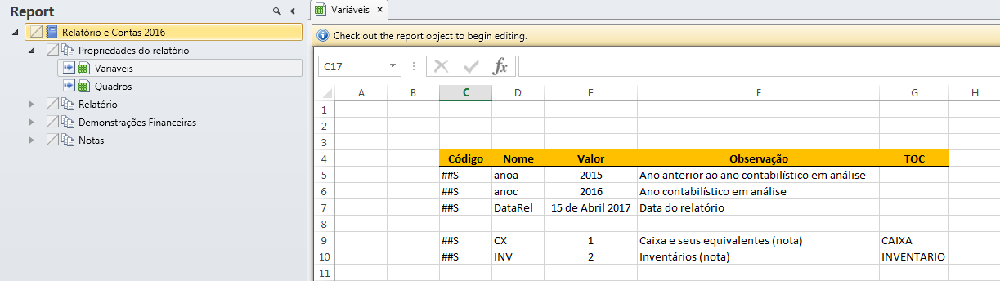 Report
Relatório e Contas 2016
Propriedades do relatório
Variáveis
Quadros
Relatório
Demonstrações Financeiras
Notas
Variáveis ×
Check out the report object to begin editing.
C17 fx
A B C D E F G H
1
2
3
4 Código Nome Valor Observação TOC
5 ##S anoa 2015 Ano anterior ao ano contabilístico em análise
6 ##S anoc 2016 Ano contabilístico em análise
7 ##S DataRel 15 de Abril 2017 Data do relatório
8
9 ##S CX 1 Caixa e seus equivalentes (nota) CAIXA
10 ##S INV 2 Inventários (nota) INVENTARIO
11